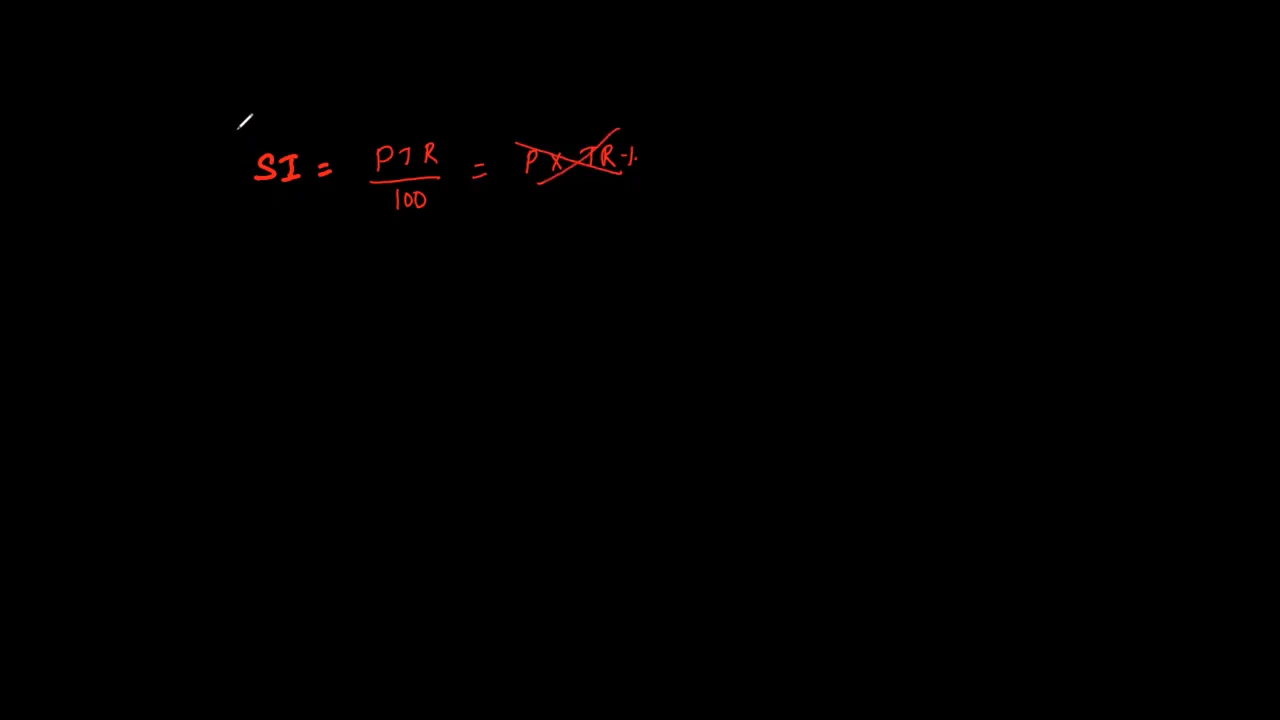 SI = PTR / 100 = P x TR%